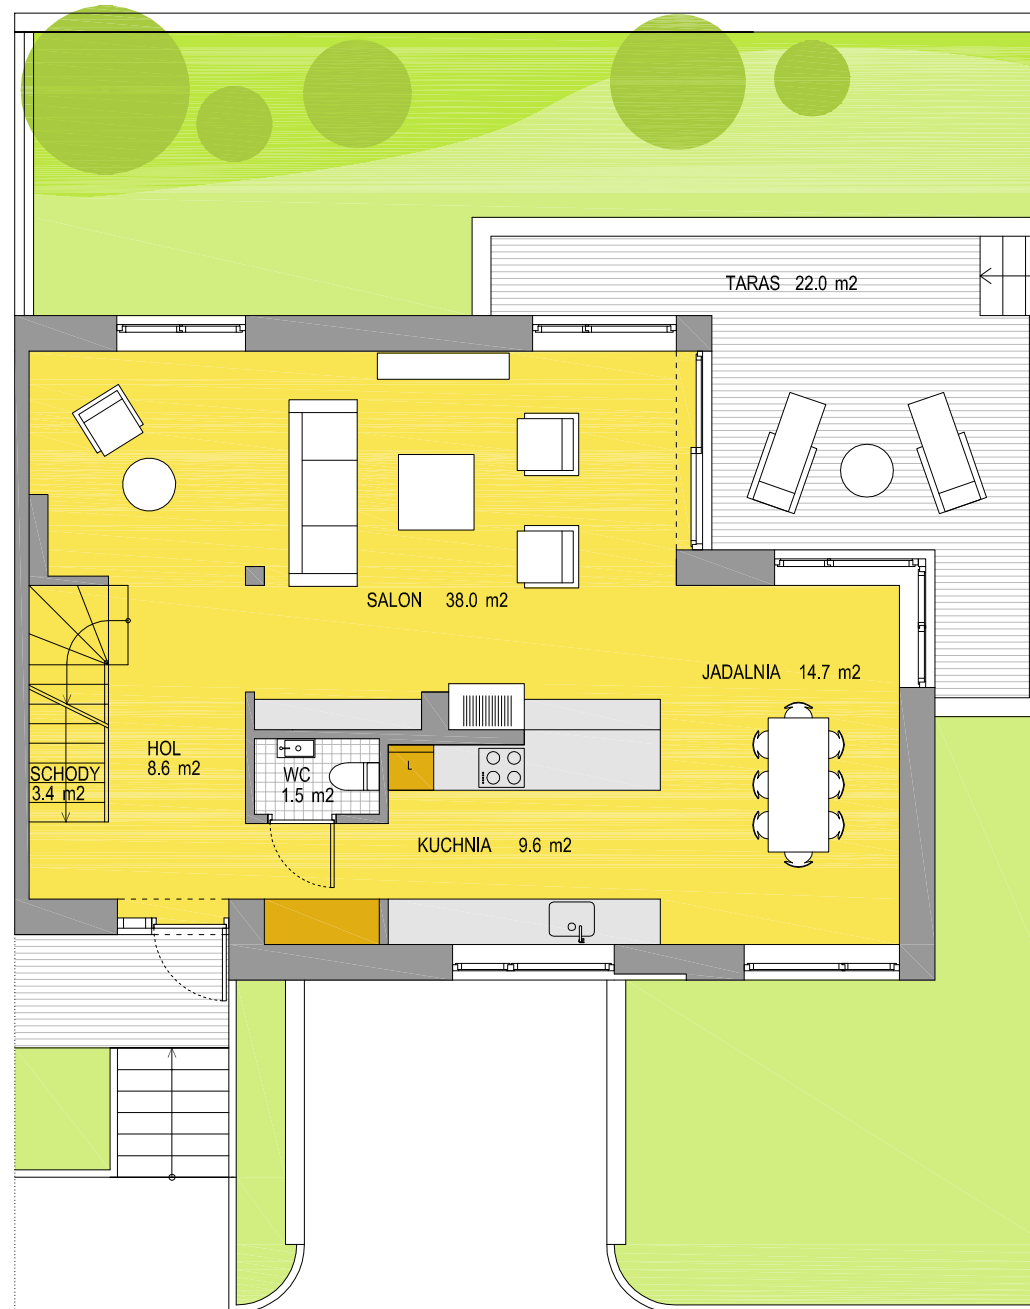 TARAS 22.0 m2
SALON 38.0 m2
JADALNIA 14.7 m2
HOL
8.6 m2
SCHODY
3.4 m2
WC
1.5 m2
L
KUCHNIA 9.6 m2